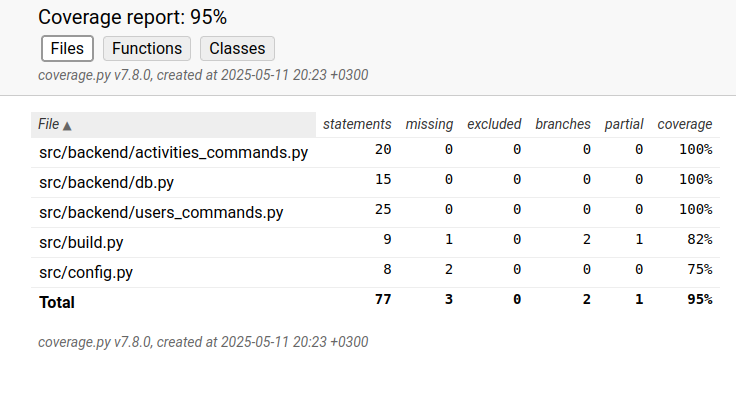 Coverage report: 95%
Files Functions Classes
coverage.py v7.8.0, created at 2025-05-11 20:23 +0300
File ▲ statements missing excluded branches partial coverage
src/backend/activities_commands.py 20 0 0 0 0 100%
src/backend/db.py 15 0 0 0 0 100%
src/backend/users_commands.py 25 0 0 0 0 100%
src/build.py 9 1 0 2 1 82%
src/config.py 8 2 0 0 0 75%
Total 77 3 0 2 1 95%
coverage.py v7.8.0, created at 2025-05-11 20:23 +0300